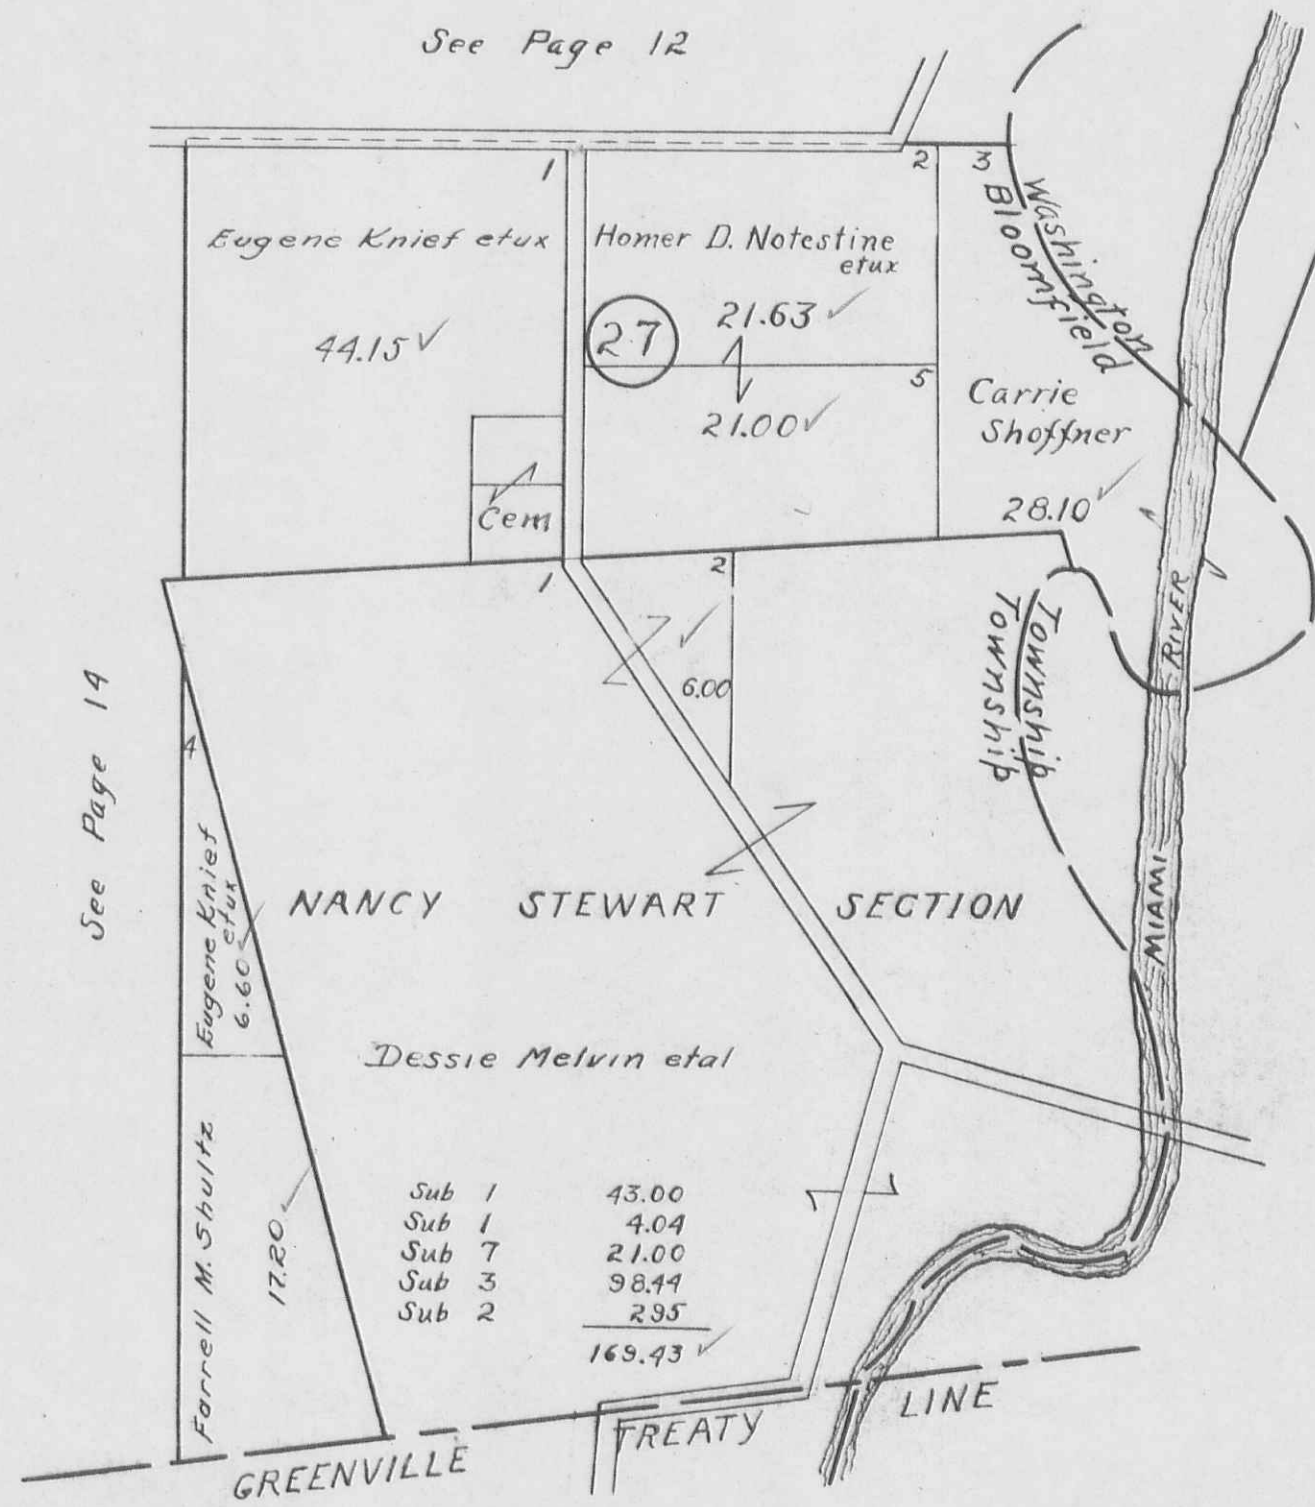 See Page 12
1
2
3
Washington
Bloomfield
Eugene Knief etux
44.15
Homer D. Notestine
etux
27
21.63
5
21.00
Carrie
Shoffner
28.10
Cem
1
2
6.00
Township
Township
RIVER
MIAMI
See Page 14
4
Eugene Knief
etux
6.60
NANCY STEWART SECTION
Dessie Melvin etal
Farrell M. Shultz
17.20
Sub 1 43.00
Sub 1 4.04
Sub 7 21.00
Sub 3 98.44
Sub 2 295
169.43
GREENVILLE TREATY LINE